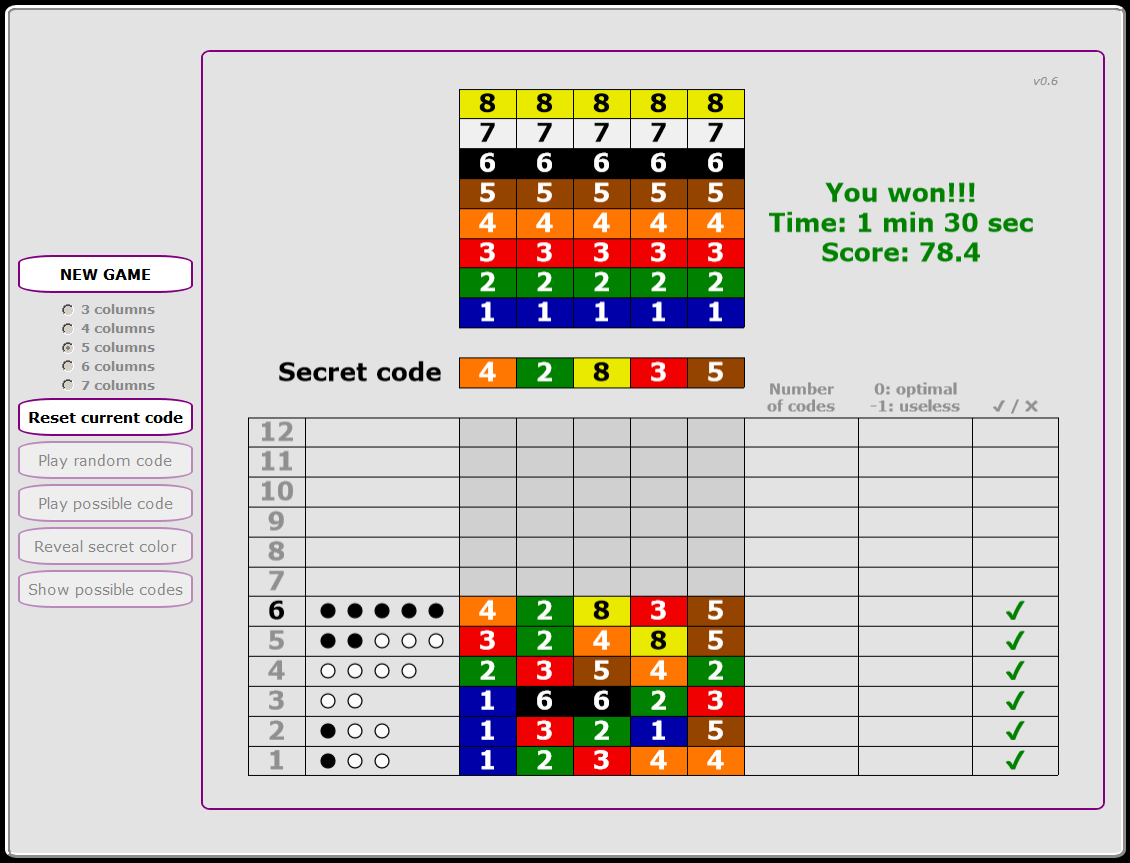 v0.6
8 8 8 8 8
7 7 7 7 7
6 6 6 6 6
5 5 5 5 5
4 4 4 4 4
3 3 3 3 3
2 2 2 2 2
1 1 1 1 1
You won!!!
Time: 1 min 30 sec
Score: 78.4
NEW GAME
3 columns
4 columns
5 columns
6 columns
7 columns
Reset current code
Play random code
Play possible code
Reveal secret color
Show possible codes
Secret code 4 2 8 3 5
Number
of codes
0: optimal
-1: useless
✓ / ✕
12
11
10
9
8
7
6 4 2 8 3 5 ✓
5 3 2 4 8 5 ✓
4 2 3 5 4 2 ✓
3 1 6 6 2 3 ✓
2 1 3 2 1 5 ✓
1 1 2 3 4 4 ✓